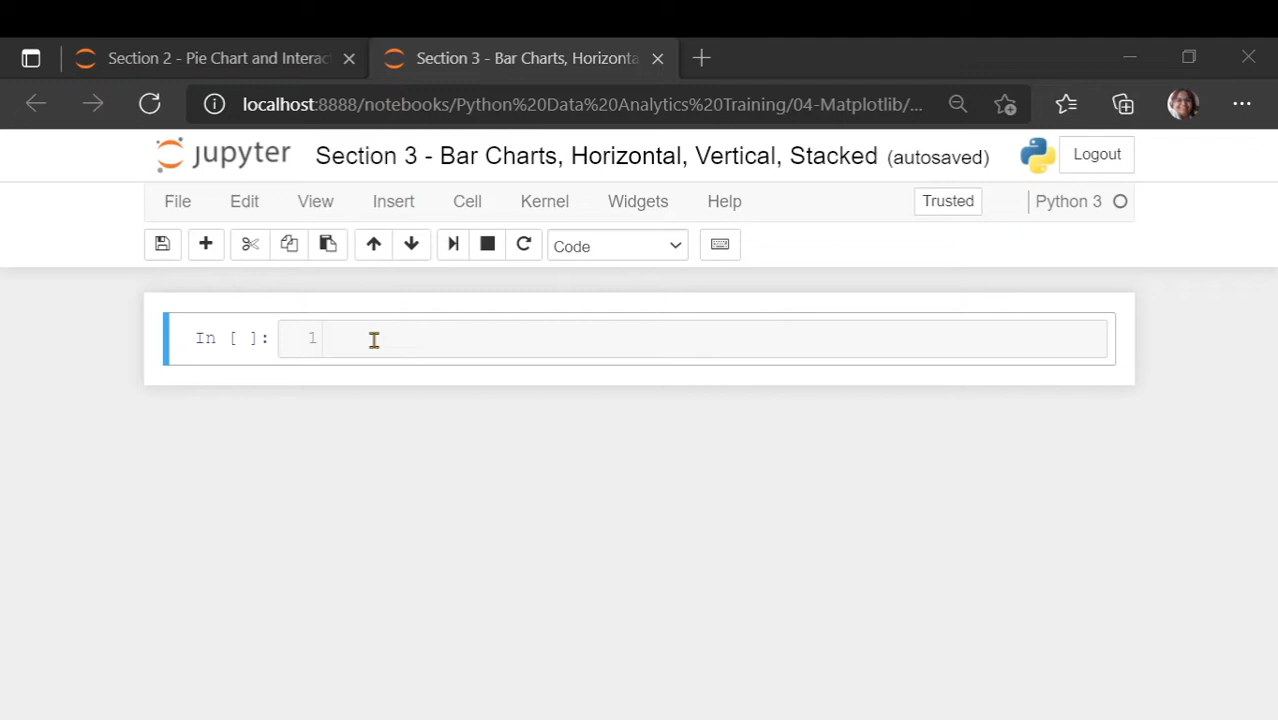 Section 2 - Pie Chart and Interac
Section 3 - Bar Charts, Horizonta
localhost:8888/notebooks/Python%20Data%20Analytics%20Training/04-Matplotlib/...
jupyter Section 3 - Bar Charts, Horizontal, Vertical, Stacked (autosaved) Logout
File Edit View Insert Cell Kernel Widgets Help Trusted Python 3
Code
In [ ]: 1